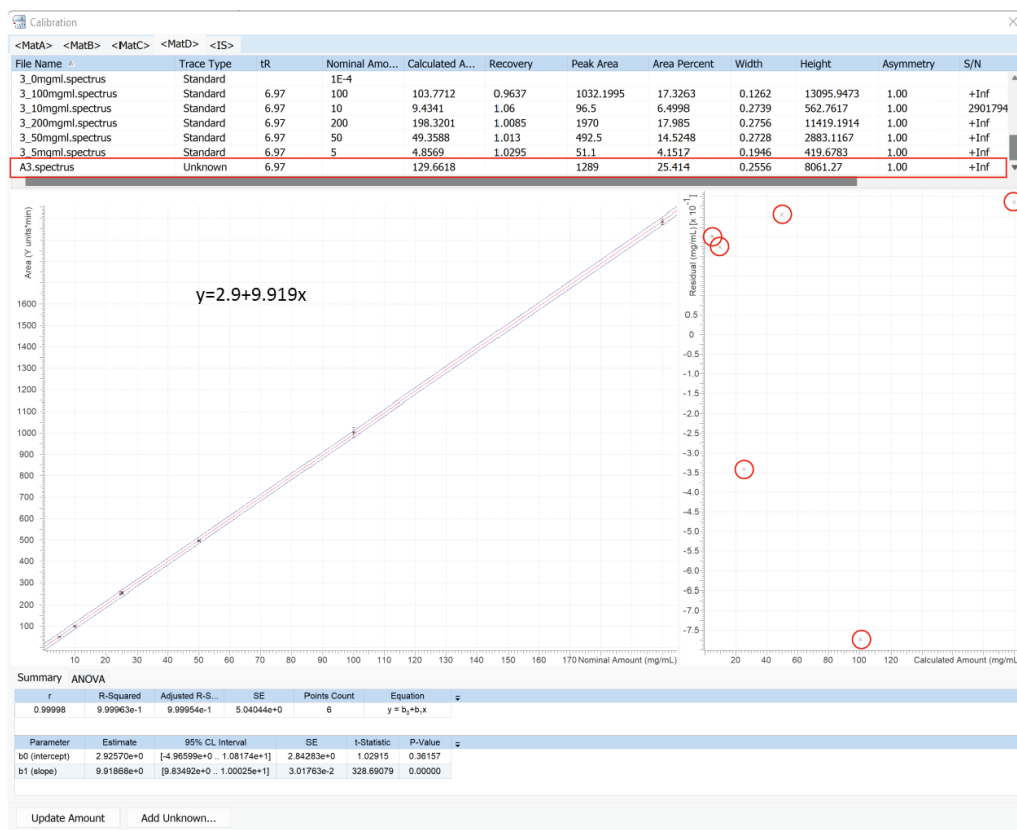 Calibration
<MatA> <MatB> <MatC> <MatD> <IS>
File Name Trace Type tR Nominal Amo... Calculated A... Recovery Peak Area Area Percent Width Height Asymmetry S/N
3_0mgml.spectrus Standard 1E-4
3_100mgml.spectrus Standard 6.97 100 103.7712 0.9637 1032.1995 17.3263 0.1262 13095.9473 1.00 +Inf
3_10mgml.spectrus Standard 6.97 10 9.4341 1.06 96.5 6.4998 0.2739 562.7617 1.00 2901794
3_200mgml.spectrus Standard 6.97 200 198.3201 1.0085 1970 17.985 0.2756 11419.1914 1.00 +Inf
3_50mgml.spectrus Standard 6.97 50 49.3588 1.013 492.5 14.5248 0.2728 2883.1167 1.00 +Inf
3_5mgml.spectrus Standard 6.97 5 4.8569 1.0295 51.1 4.1517 0.1946 419.6783 1.00 +Inf
A3.spectrus Unknown 6.97 129.6618 1289 25.414 0.2556 8061.27 1.00 +Inf
Area (Y units*min)
y=2.9+9.919x
1600
1500
1400
1300
1200
1100
1000
900
800
700
600
500
400
300
200
100
10 20 30 40 50 60 70 80 90 100 110 120 130 140 150 160 170 Nominal Amount (mg/mL)
Residual (mg/mL) [x 10⁻¹]
0.5
0
-0.5
-1.0
-1.5
-2.0
-2.5
-3.0
-3.5
-4.0
-4.5
-5.0
-5.5
-6.0
-6.5
-7.0
-7.5
20 40 60 80 100 120 Calculated Amount (mg/mL
Summary ANOVA
r R-Squared Adjusted R-S... SE Points Count Equation
0.99998 9.99963e-1 9.99954e-1 5.04044e+0 6 y = b₀+b₁x
Parameter Estimate 95% CL Interval SE t-Statistic P-Value
b0 (intercept) 2.92570e+0 [-4.96599e+0 .. 1.08174e+1] 2.84283e+0 1.02915 0.36157
b1 (slope) 9.91868e+0 [9.83492e+0 .. 1.00025e+1] 3.01763e-2 328.69079 0.00000
Update Amount Add Unknown...